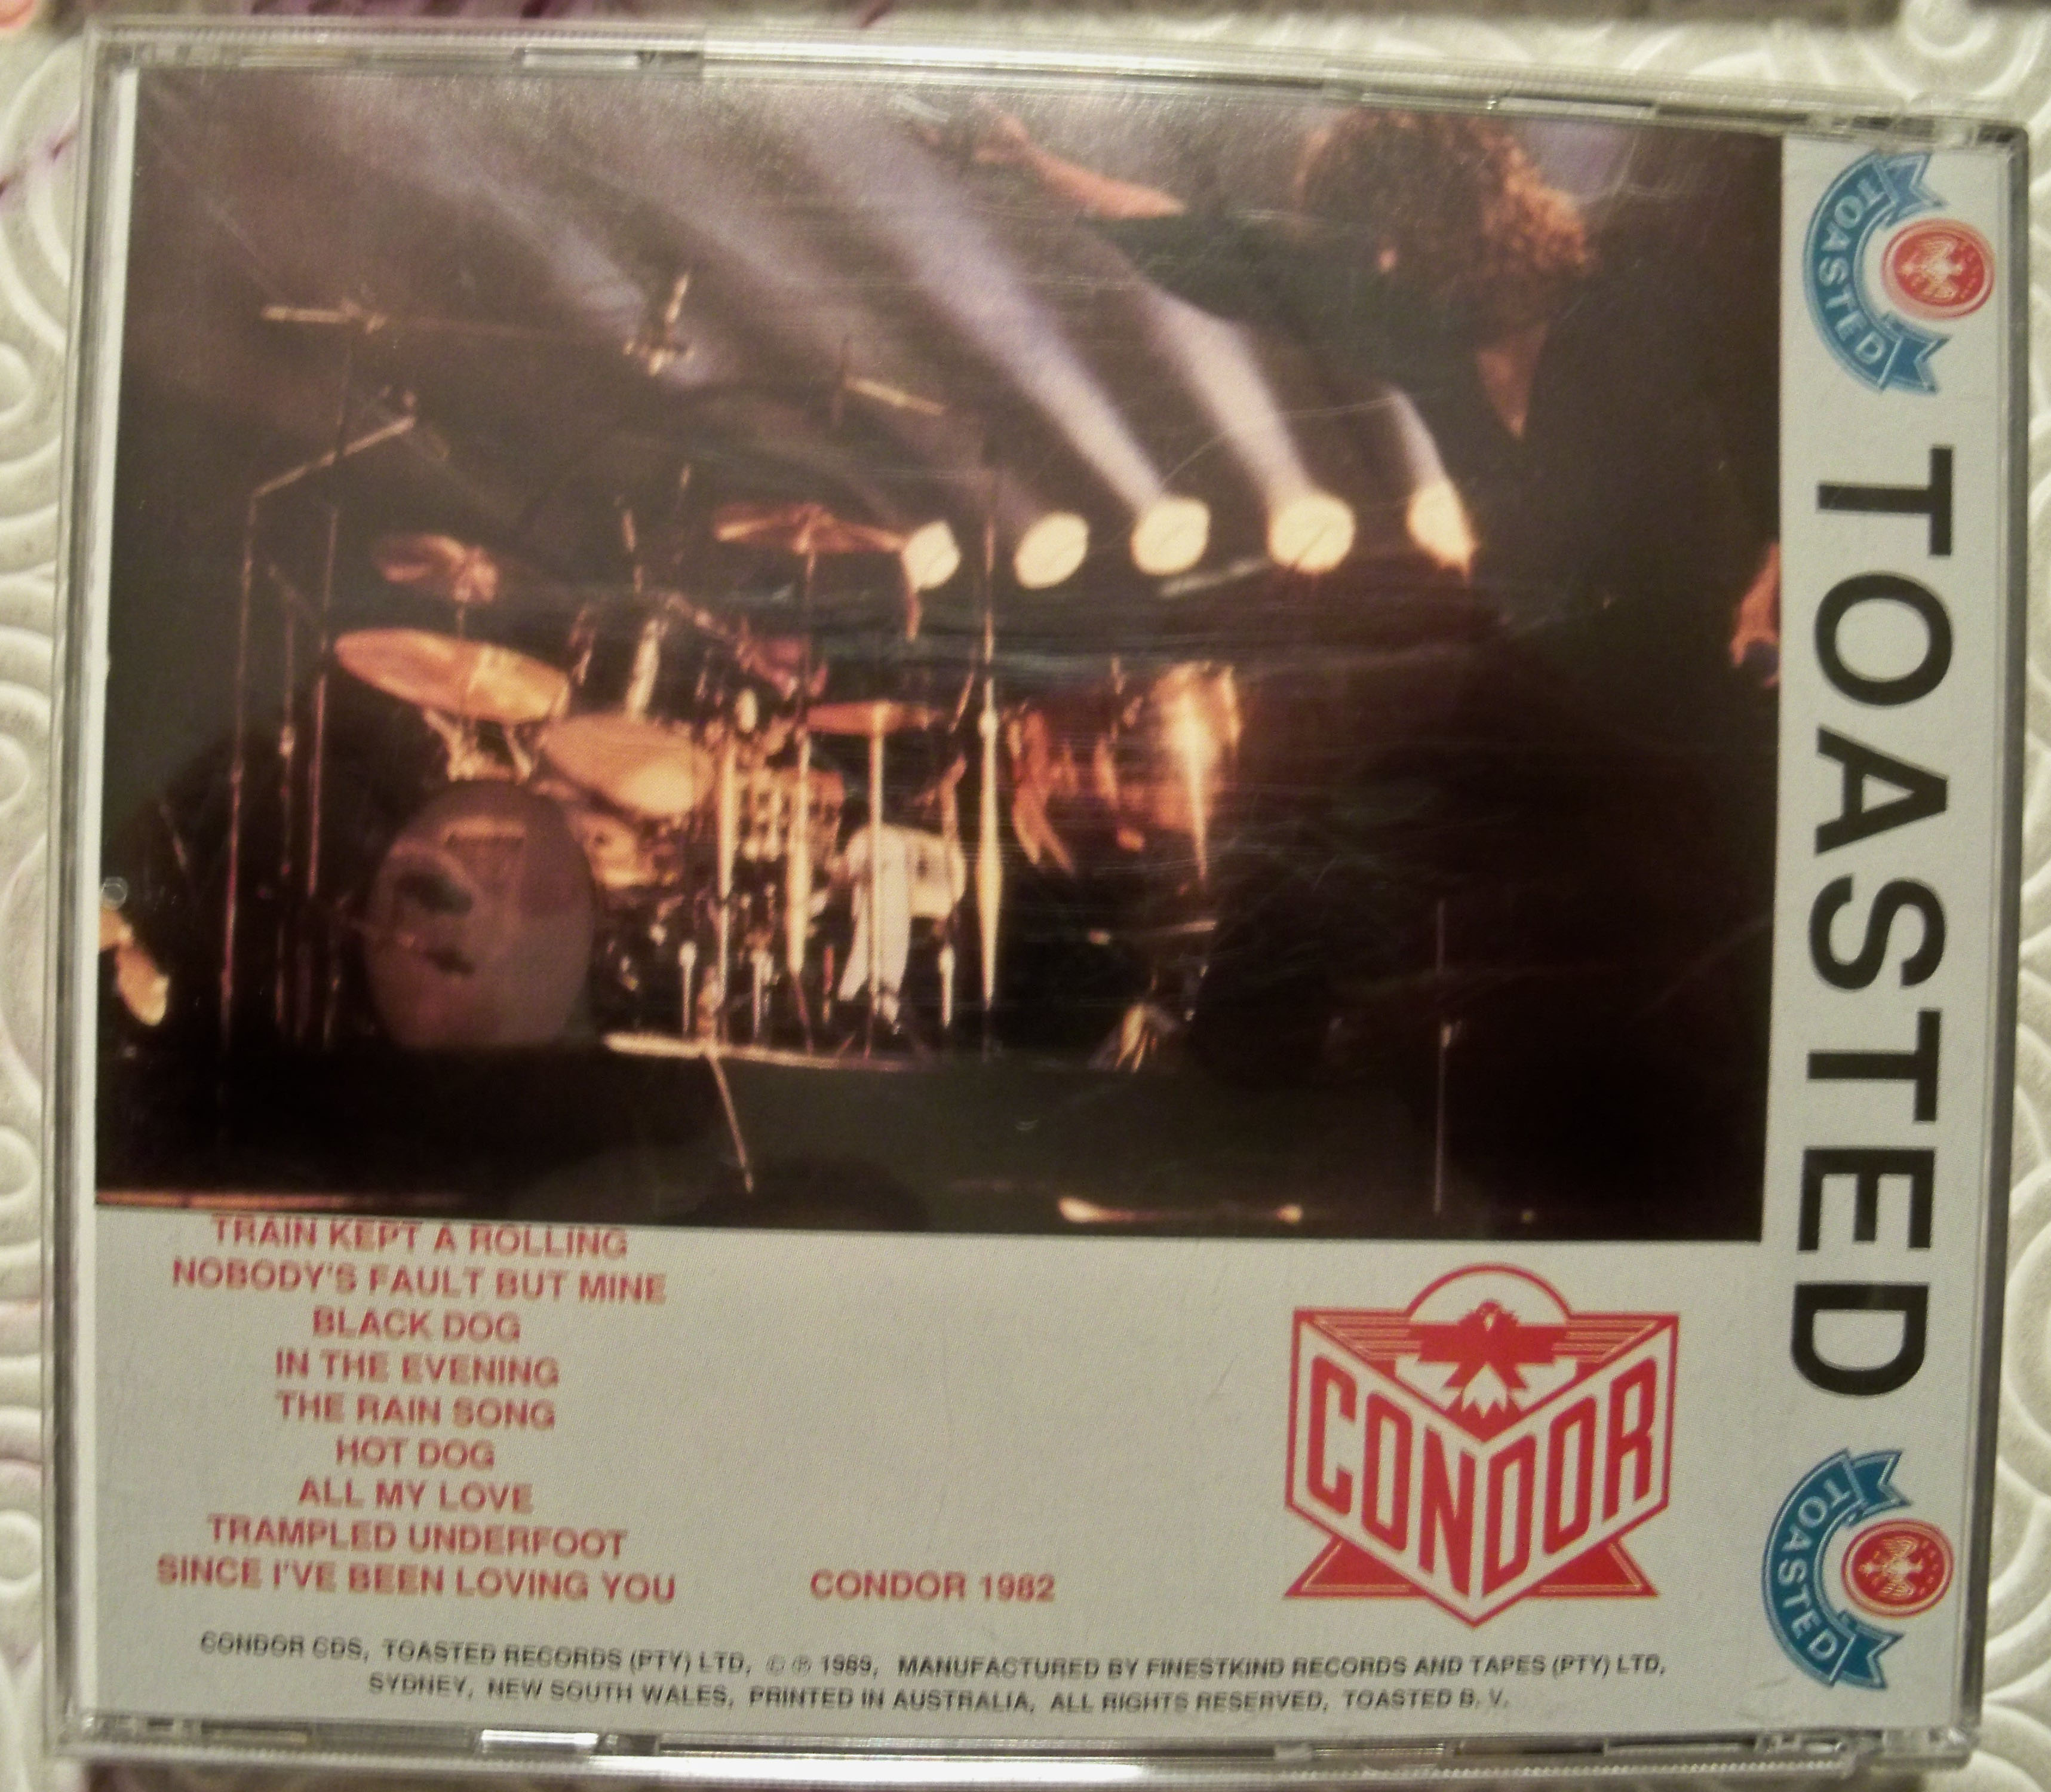 TOASTED
TOASTED
TOASTED
TRAIN KEPT A ROLLING
NOBODY'S FAULT BUT MINE
BLACK DOG
IN THE EVENING
THE RAIN SONG
HOT DOG
ALL MY LOVE
TRAMPLED UNDERFOOT
SINCE I'VE BEEN LOVING YOU
CONDOR 1982
CONDOR
CONDOR CDS, TOASTED RECORDS (PTY) LTD, © ℗ 1989, MANUFACTURED BY FINESTKIND RECORDS AND TAPES (PTY) LTD,
SYDNEY, NEW SOUTH WALES, PRINTED IN AUSTRALIA, ALL RIGHTS RESERVED, TOASTED B. V.